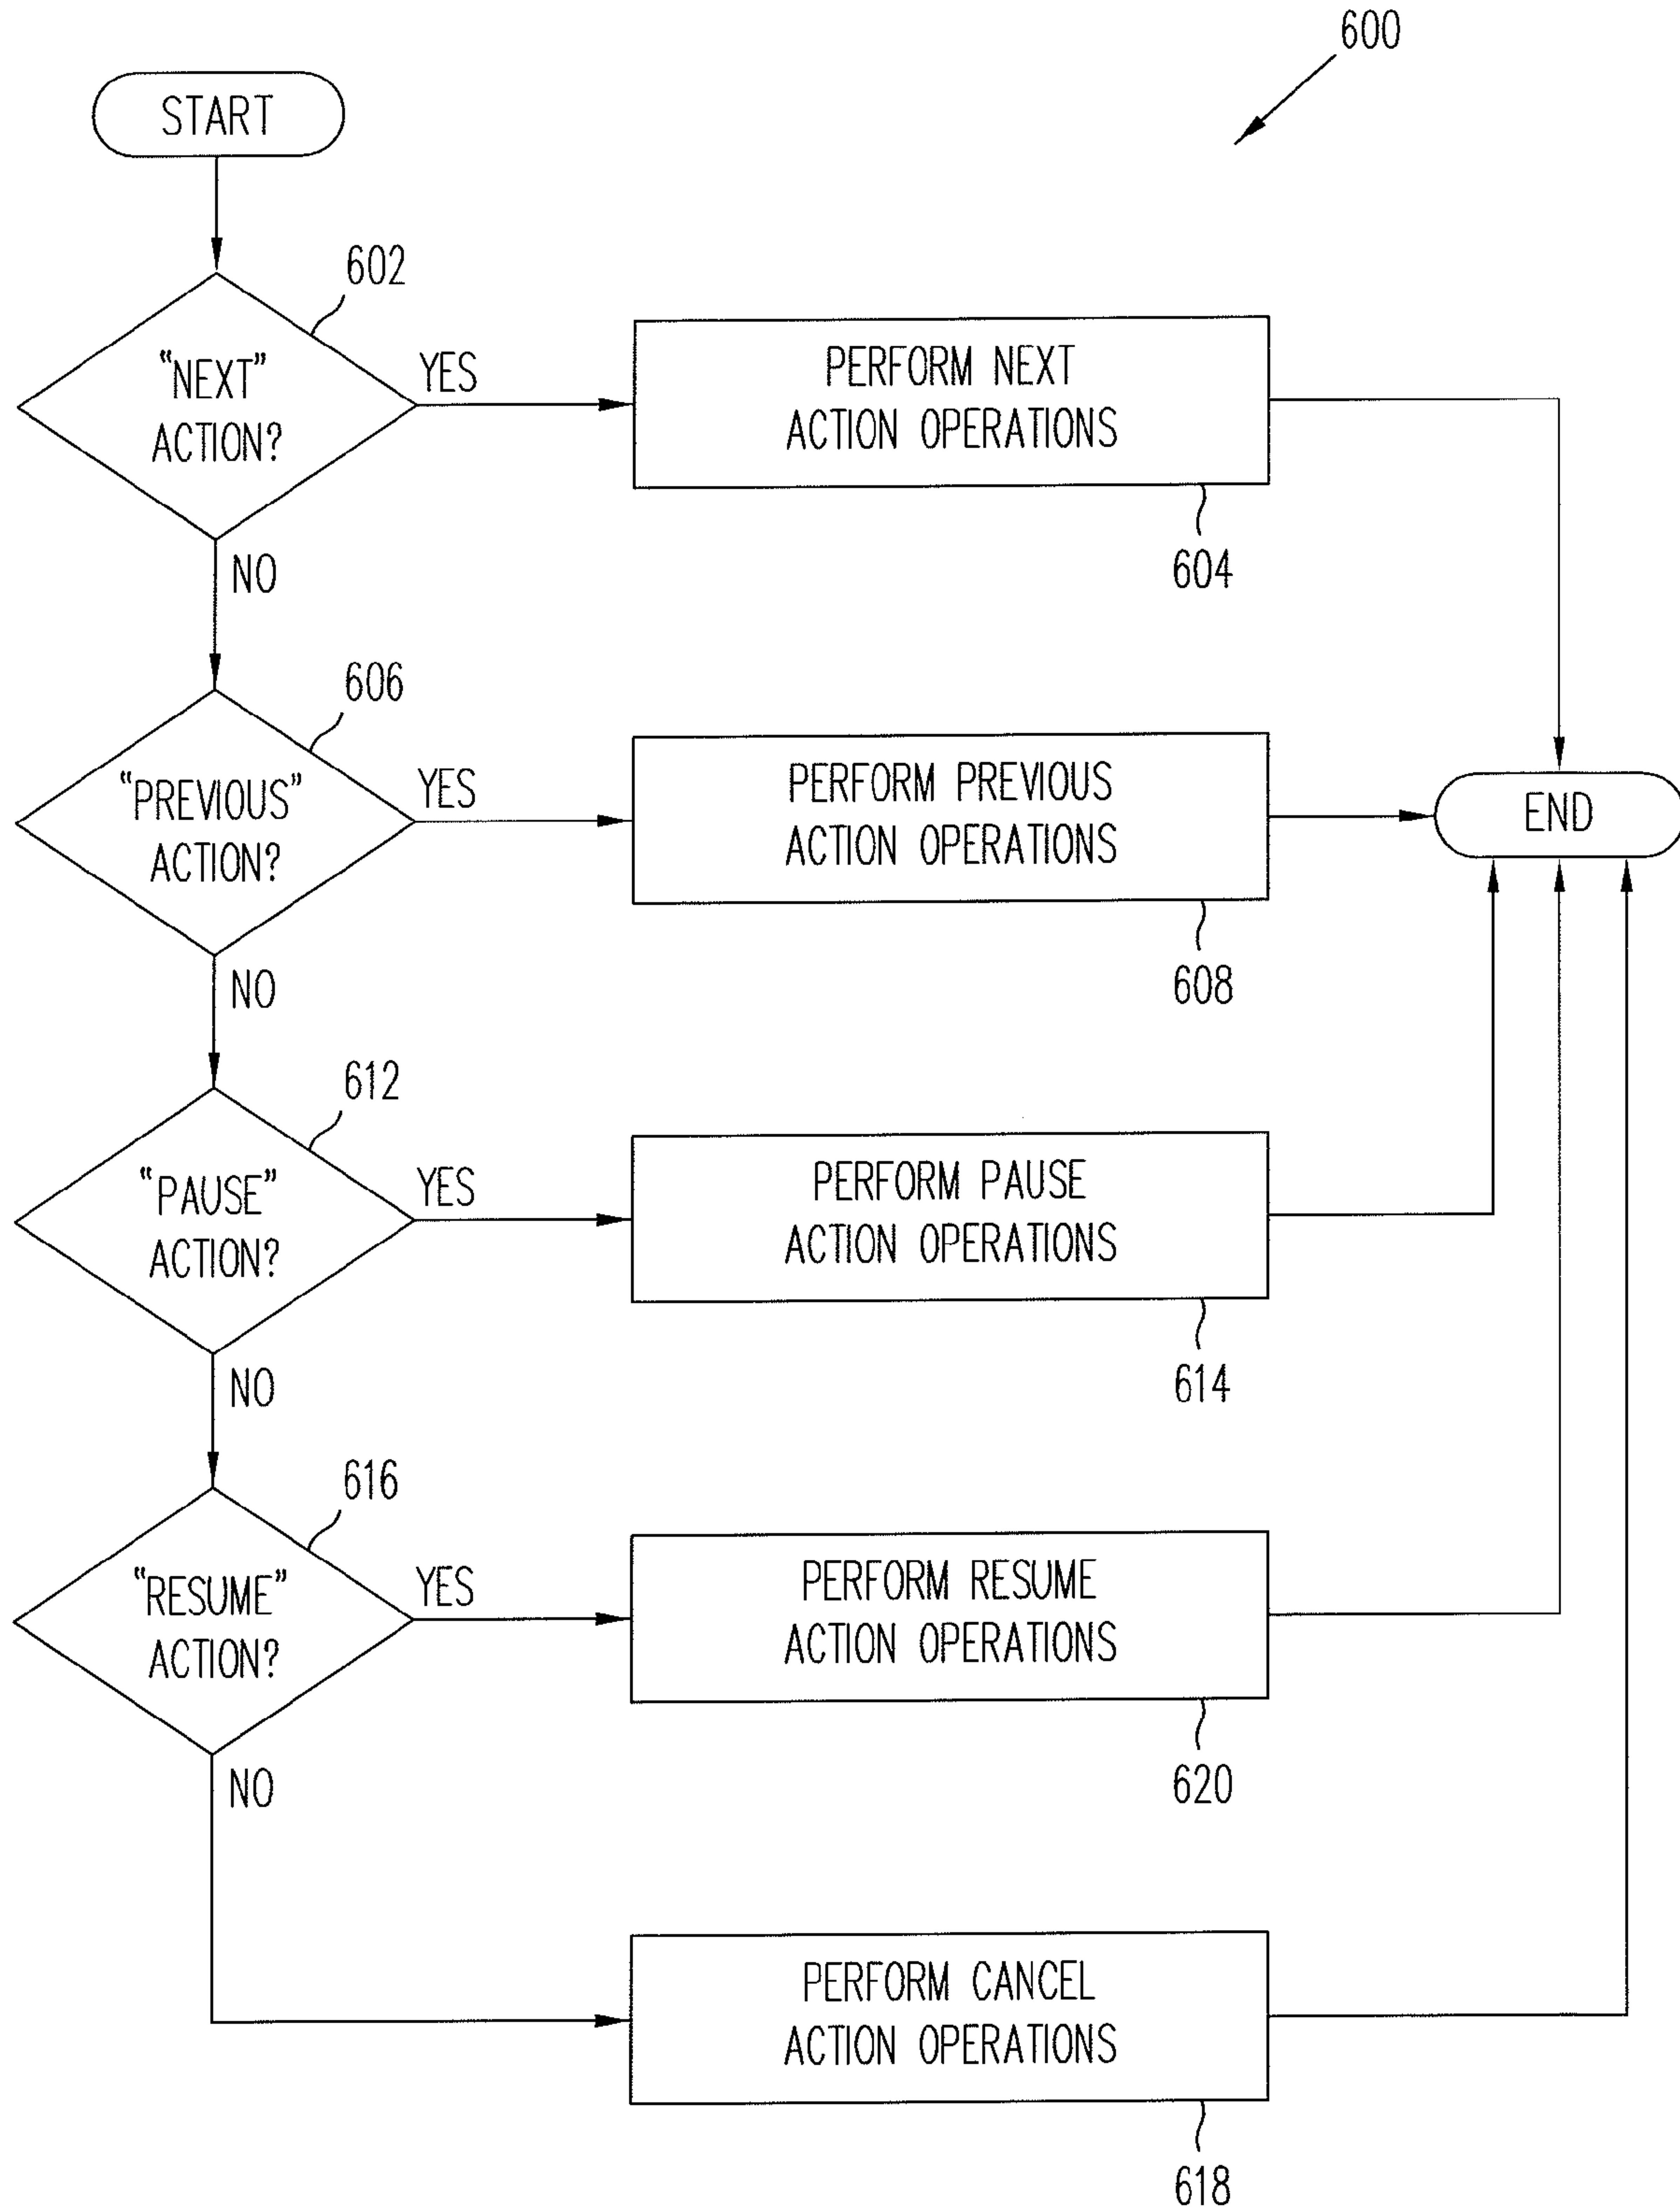 600
START
602
"NEXT"
ACTION?
YES
PERFORM NEXT
ACTION OPERATIONS
604
NO
606
"PREVIOUS"
ACTION?
YES
PERFORM PREVIOUS
ACTION OPERATIONS
608
END
NO
612
"PAUSE"
ACTION?
YES
PERFORM PAUSE
ACTION OPERATIONS
614
NO
616
"RESUME"
ACTION?
YES
PERFORM RESUME
ACTION OPERATIONS
620
NO
PERFORM CANCEL
ACTION OPERATIONS
618